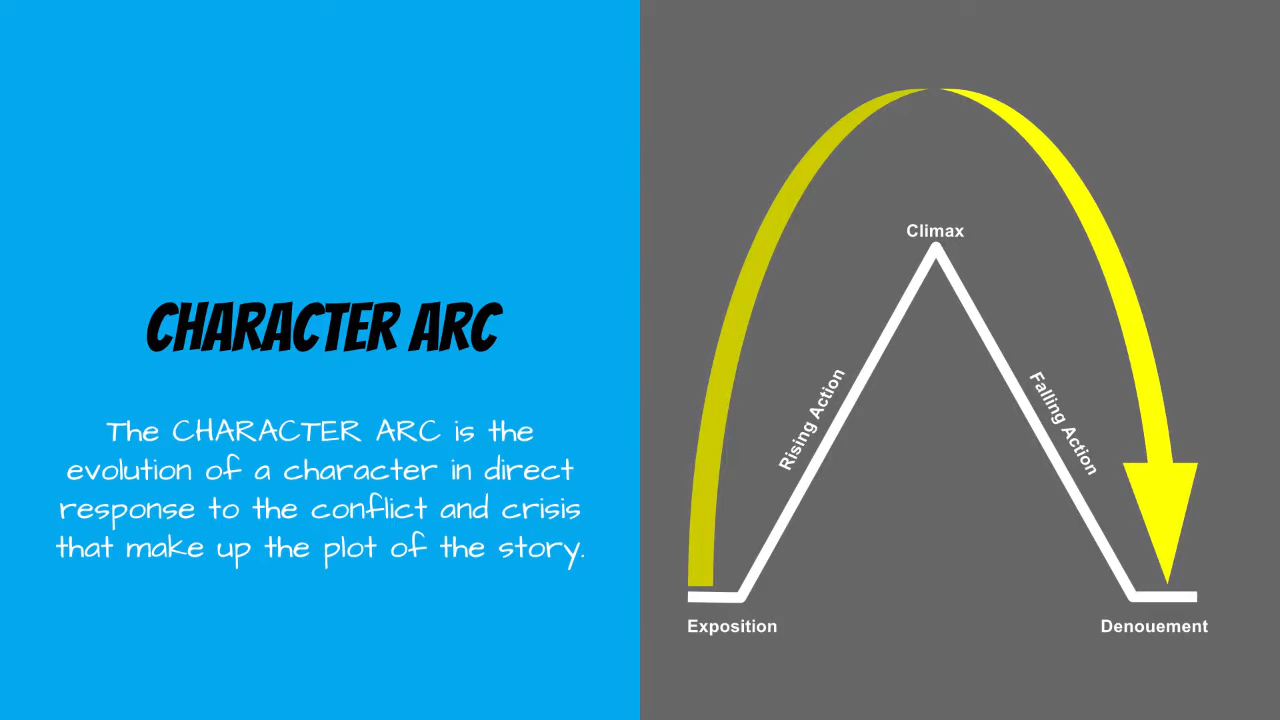 CHARACTER ARC
The CHARACTER ARC is the
evolution of a character in direct
response to the conflict and crisis
that make up the plot of the story.
Climax
Rising Action
Falling Action
Exposition
Denouement